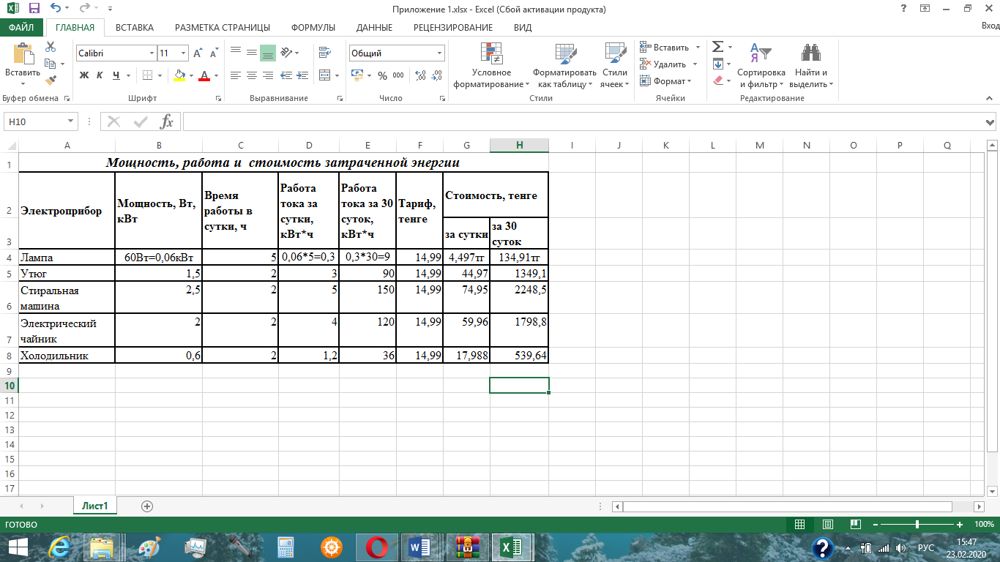 Приложение 1.xlsx - Excel (Сбой активации продукта)
ФАЙЛ ГЛАВНАЯ ВСТАВКА РАЗМЕТКА СТРАНИЦЫ ФОРМУЛЫ ДАННЫЕ РЕЦЕНЗИРОВАНИЕ ВИД Вход
Вставить
Calibri 11
Ж К Ч
Общий
% 000
Условное форматирование
Форматировать как таблицу
Стили ячеек
Вставить
Удалить
Формат
Сортировка и фильтр
Найти и выделить
Буфер обмена Шрифт Выравнивание Число Стили Ячейки Редактирование
H10 fx
A B C D E F G H I J K L M N O P Q
1 Мощность, работа и стоимость затраченной энергии
2 Электроприбор Мощность, Вт, кВт Время работы в сутки, ч Работа тока за сутки, кВт*ч Работа тока за 30 суток, кВт*ч Тариф, тенге Стоимость, тенге
3 за сутки за 30 суток
4 Лампа 60Вт=0,06кВт 5 0,06*5=0,3 0,3*30=9 14,99 4,497тг 134,91тг
5 Утюг 1,5 2 3 90 14,99 44,97 1349,1
6 Стиральная машина 2,5 2 5 150 14,99 74,95 2248,5
7 Электрический чайник 2 2 4 120 14,99 59,96 1798,8
8 Холодильник 0,6 2 1,2 36 14,99 17,988 539,64
9
10
11
12
13
14
15
16
17
Лист1
ГОТОВО 100%
РУС 15:47
23.02.2020